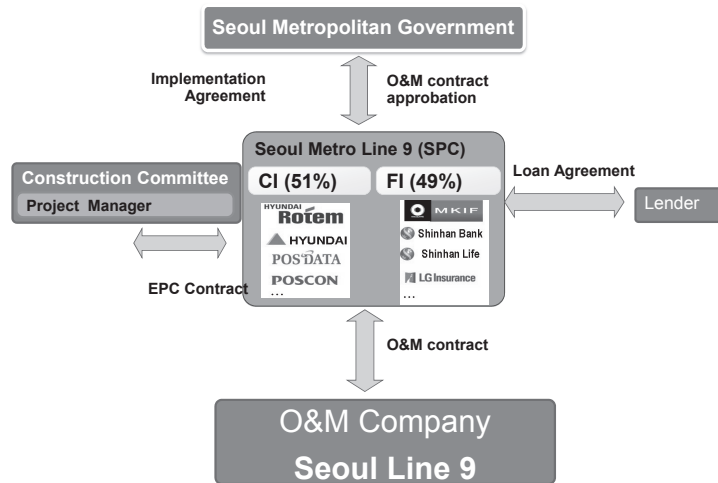 Seoul Metropolitan Government
Implementation
Agreement
O&M contract
approbation
Seoul Metro Line 9 (SPC)
CI (51%)
FI (49%)
HYUNDAI
Rotem
HYUNDAI
POSDATA
POSCON
...
MKIF
Shinhan Bank
Shinhan Life
LG Insurance
...
Construction Committee
Project Manager
EPC Contract
Loan Agreement
Lender
O&M contract
O&M Company
Seoul Line 9